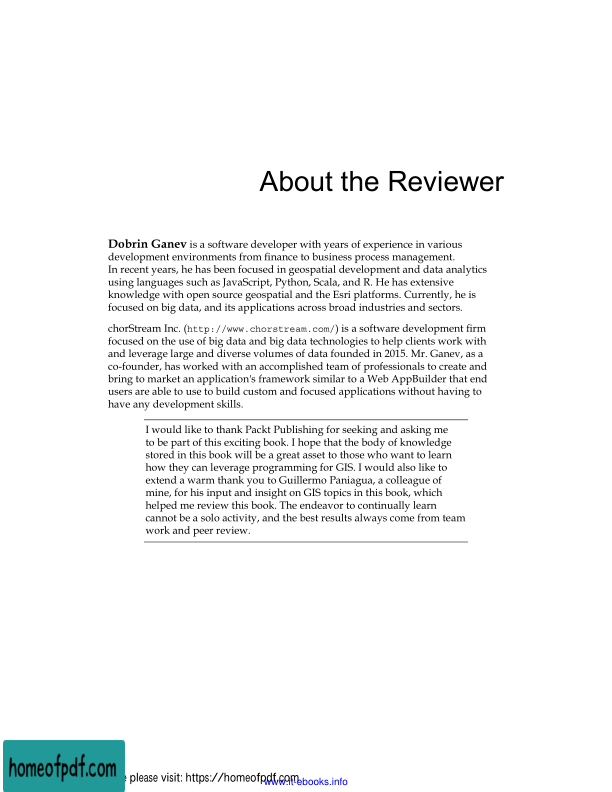 About the Reviewer
Dobrin Ganev is a software developer with years of experience in various
development environments from finance to business process management.
In recent years, he has been focused in geospatial development and data analytics
using languages such as JavaScript, Python, Scala, and R. He has extensive
knowledge with open source geospatial and the Esri platforms. Currently, he is
focused on big data, and its applications across broad industries and sectors.
chorStream Inc. (http://www.chorstream.com/) is a software development firm
focused on the use of big data and big data technologies to help clients work with
and leverage large and diverse volumes of data founded in 2015. Mr. Ganev, as a
co-founder, has worked with an accomplished team of professionals to create and
bring to market an application's framework similar to a Web AppBuilder that end
users are able to use to build custom and focused applications without having to
have any development skills.
I would like to thank Packt Publishing for seeking and asking me
to be part of this exciting book. I hope that the body of knowledge
stored in this book will be a great asset to those who want to learn
how they can leverage programming for GIS. I would also like to
extend a warm thank you to Guillermo Paniagua, a colleague of
mine, for his input and insight on GIS topics in this book, which
helped me review this book. The endeavor to continually learn
cannot be a solo activity, and the best results always come from team
work and peer review.
homeofpdf.com
please visit: https://homeofpdf.com
www.it-ebooks.info